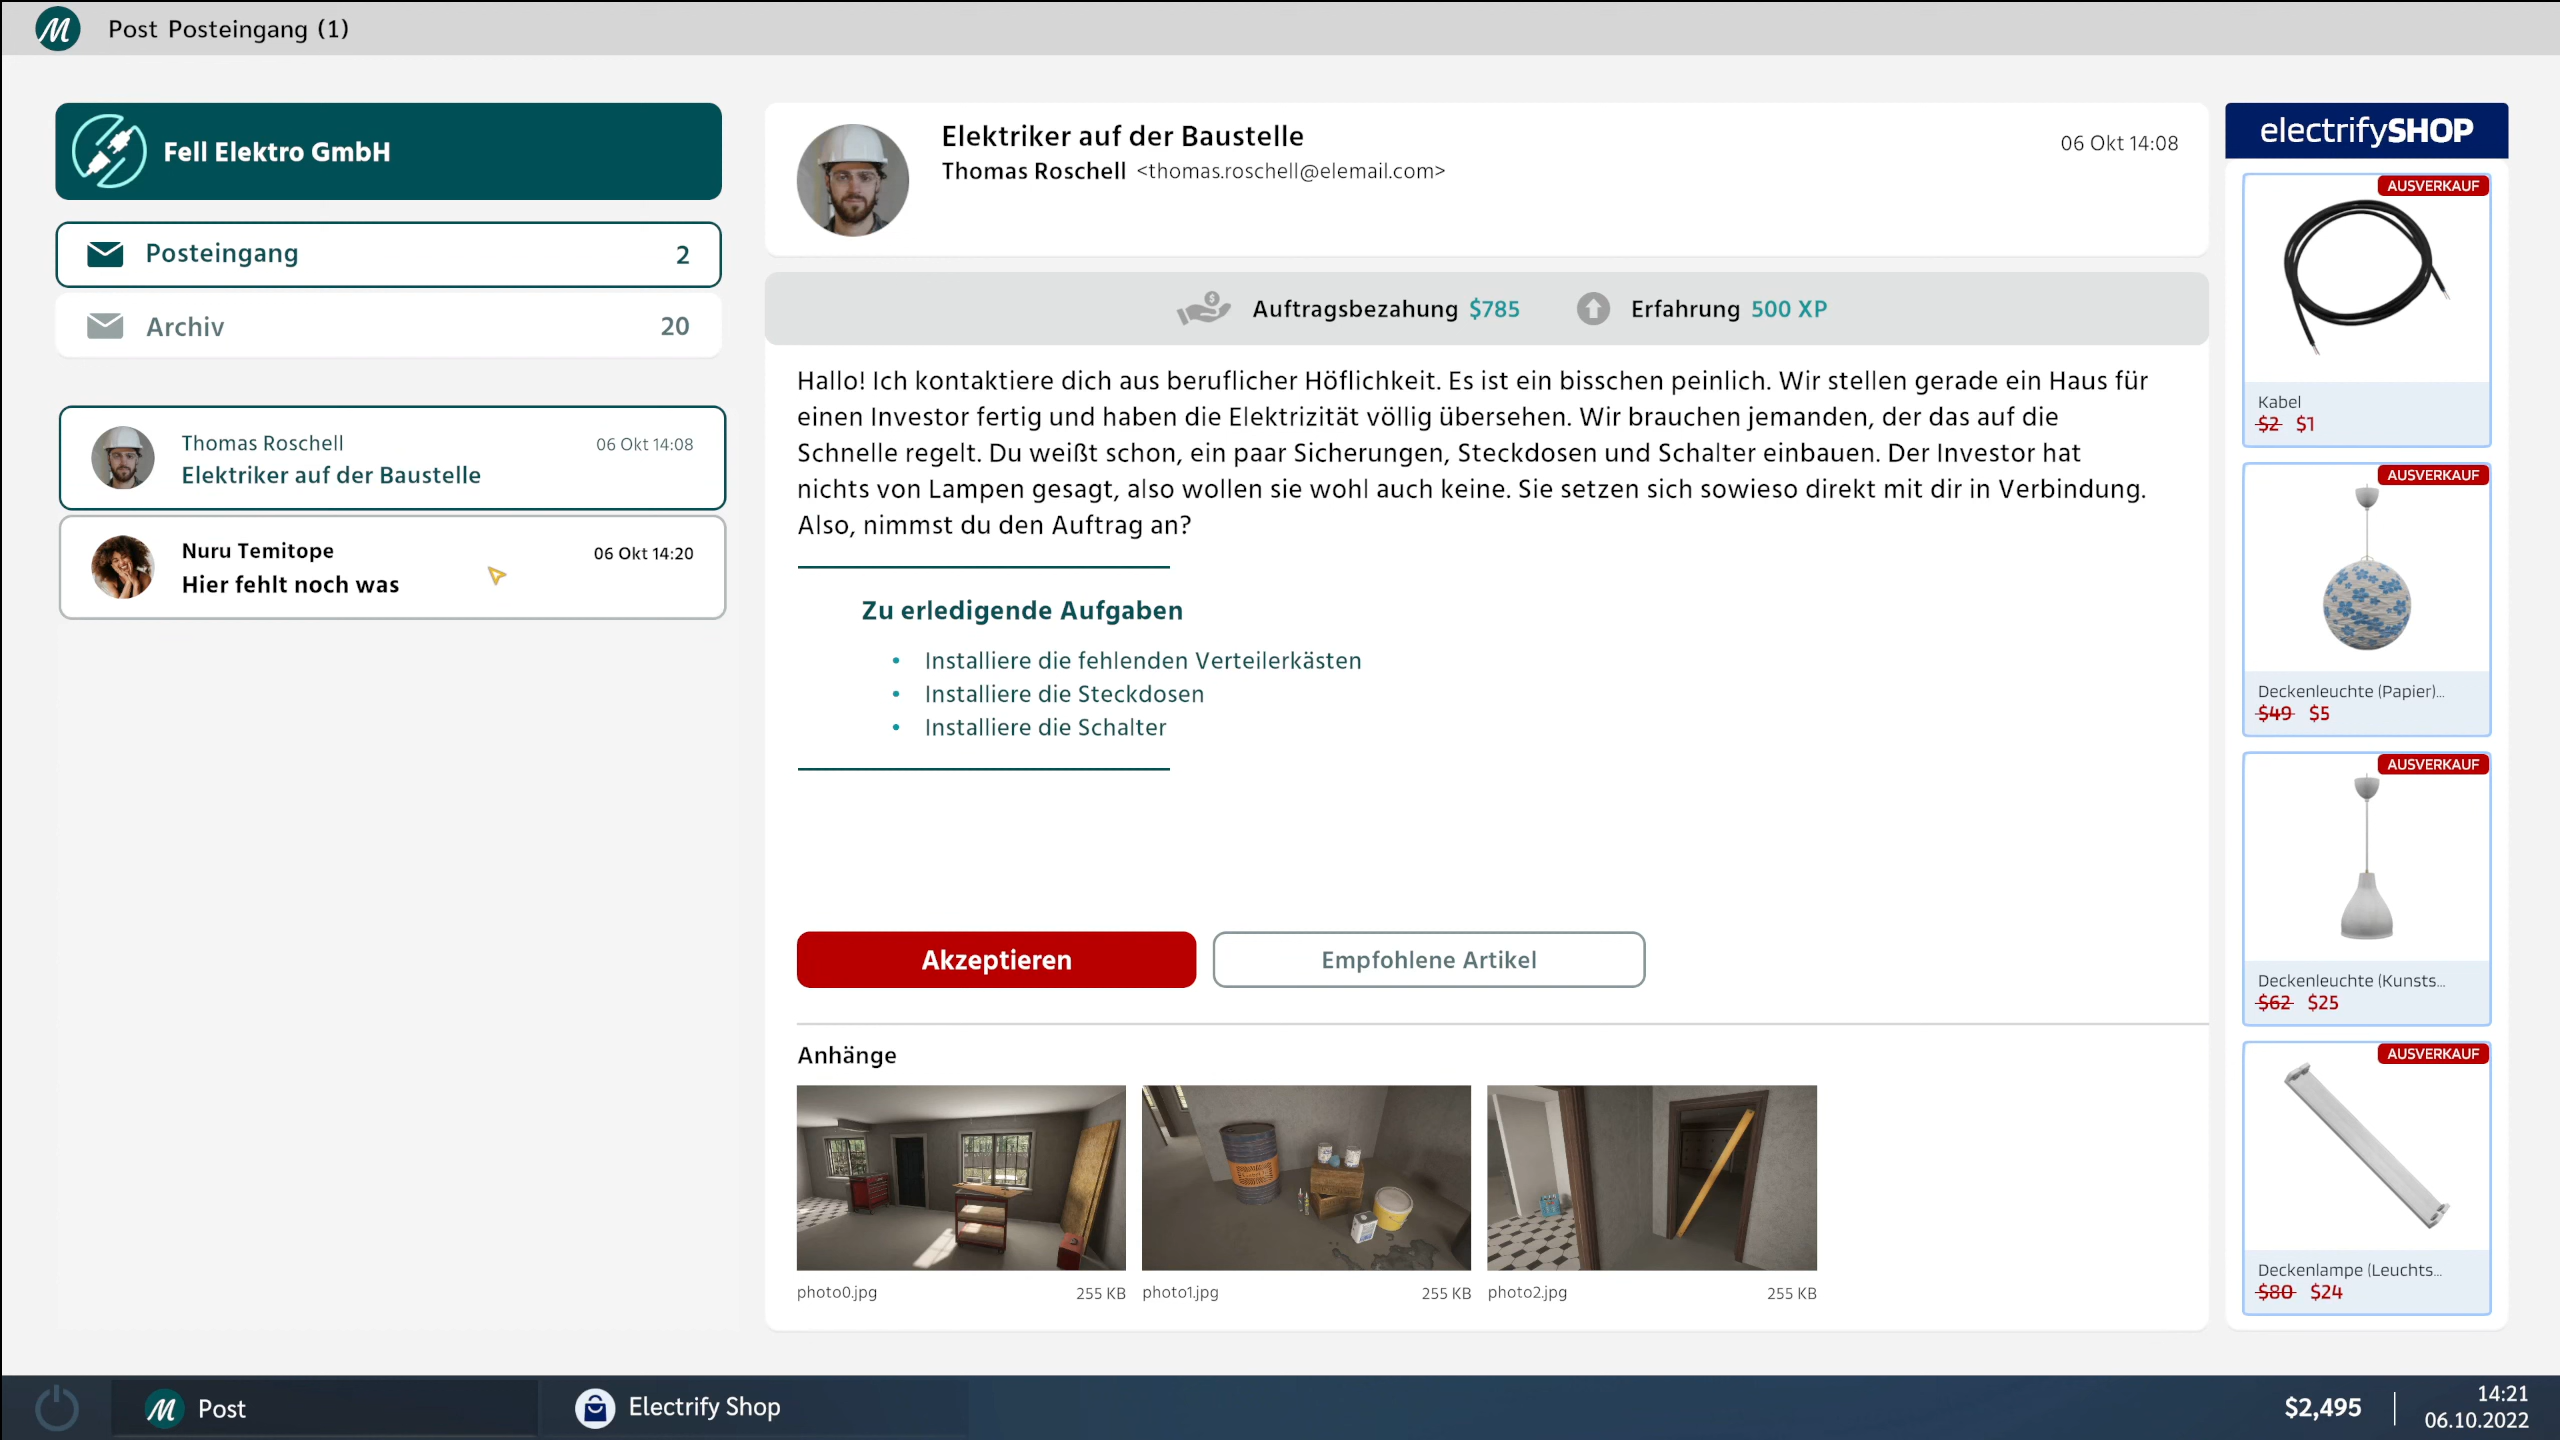 Post Posteingang (1)
Fell Elektro GmbH
Posteingang 2
Archiv 20
Thomas Roschell 06 Okt 14:08
Elektriker auf der Baustelle
Nuru Temitope 06 Okt 14:20
Hier fehlt noch was
Elektriker auf der Baustelle 06 Okt 14:08
Thomas Roschell <thomas.roschell@elemail.com>
Auftragsbezahung $785 Erfahrung 500 XP
Hallo! Ich kontaktiere dich aus beruflicher Höflichkeit. Es ist ein bisschen peinlich. Wir stellen gerade ein Haus für
einen Investor fertig und haben die Elektrizität völlig übersehen. Wir brauchen jemanden, der das auf die
Schnelle regelt. Du weißt schon, ein paar Sicherungen, Steckdosen und Schalter einbauen. Der Investor hat
nichts von Lampen gesagt, also wollen sie wohl auch keine. Sie setzen sich sowieso direkt mit dir in Verbindung.
Also, nimmst du den Auftrag an?
Zu erledigende Aufgaben
• Installiere die fehlenden Verteilerkästen
• Installiere die Steckdosen
• Installiere die Schalter
Akzeptieren
Empfohlene Artikel
Anhänge
photo0.jpg 255 KB
photo1.jpg 255 KB
photo2.jpg 255 KB
electrifySHOP
AUSVERKAUF
Kabel
$2 $1
AUSVERKAUF
Deckenleuchte (Papier)...
$49 $5
AUSVERKAUF
Deckenleuchte (Kunsts...
$62 $25
AUSVERKAUF
Deckenlampe (Leuchts...
$80 $24
Post
Electrify Shop
$2,495
14:21
06.10.2022